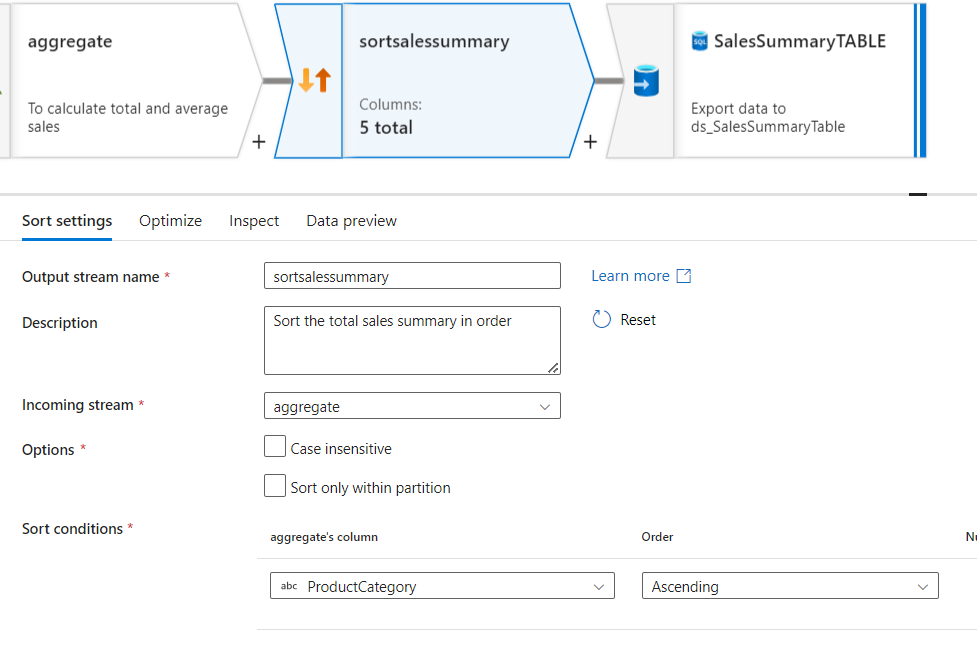 aggregate
To calculate total and average
sales
+
sortsalessummary
Columns:
5 total
+
SQL
SalesSummaryTABLE
Export data to
ds_SalesSummaryTable
Sort settings
Optimize
Inspect
Data preview
Output stream name *
sortsalessummary
Learn more
Description
Sort the total sales summary in order
Reset
Incoming stream *
aggregate
Options *
Case insensitive
Sort only within partition
Sort conditions *
aggregate's column
Order
abc ProductCategory
Ascending